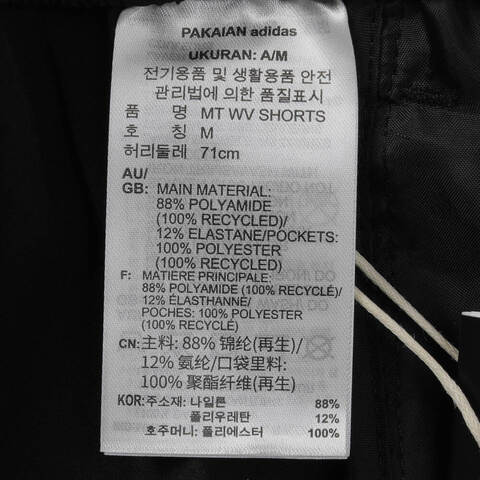 PAKAIAN adidas
UKURAN: A/M
전기용품 및 생활용품 안전
관리법에 의한 품질표시
품 명 MT WV SHORTS
호 칭 M
허리둘레 71cm
AU/
GB: MAIN MATERIAL:
88% POLYAMIDE
(100% RECYCLED)/
12% ELASTANE/POCKETS:
100% POLYESTER
(100% RECYCLED)
F: MATIERE PRINCIPALE:
88% POLYAMIDE (100% RECYCLÉ)/
12% ÉLASTHANNE/
POCHES: 100% POLYESTER
(100% RECYCLÉ)
CN: 主料: 88% 锦纶(再生)/
12% 氨纶/口袋里料:
100% 聚酯纤维(再生)
KOR: 주소재: 나일론 88%
폴리우레탄 12%
호주머니: 폴리에스터 100%